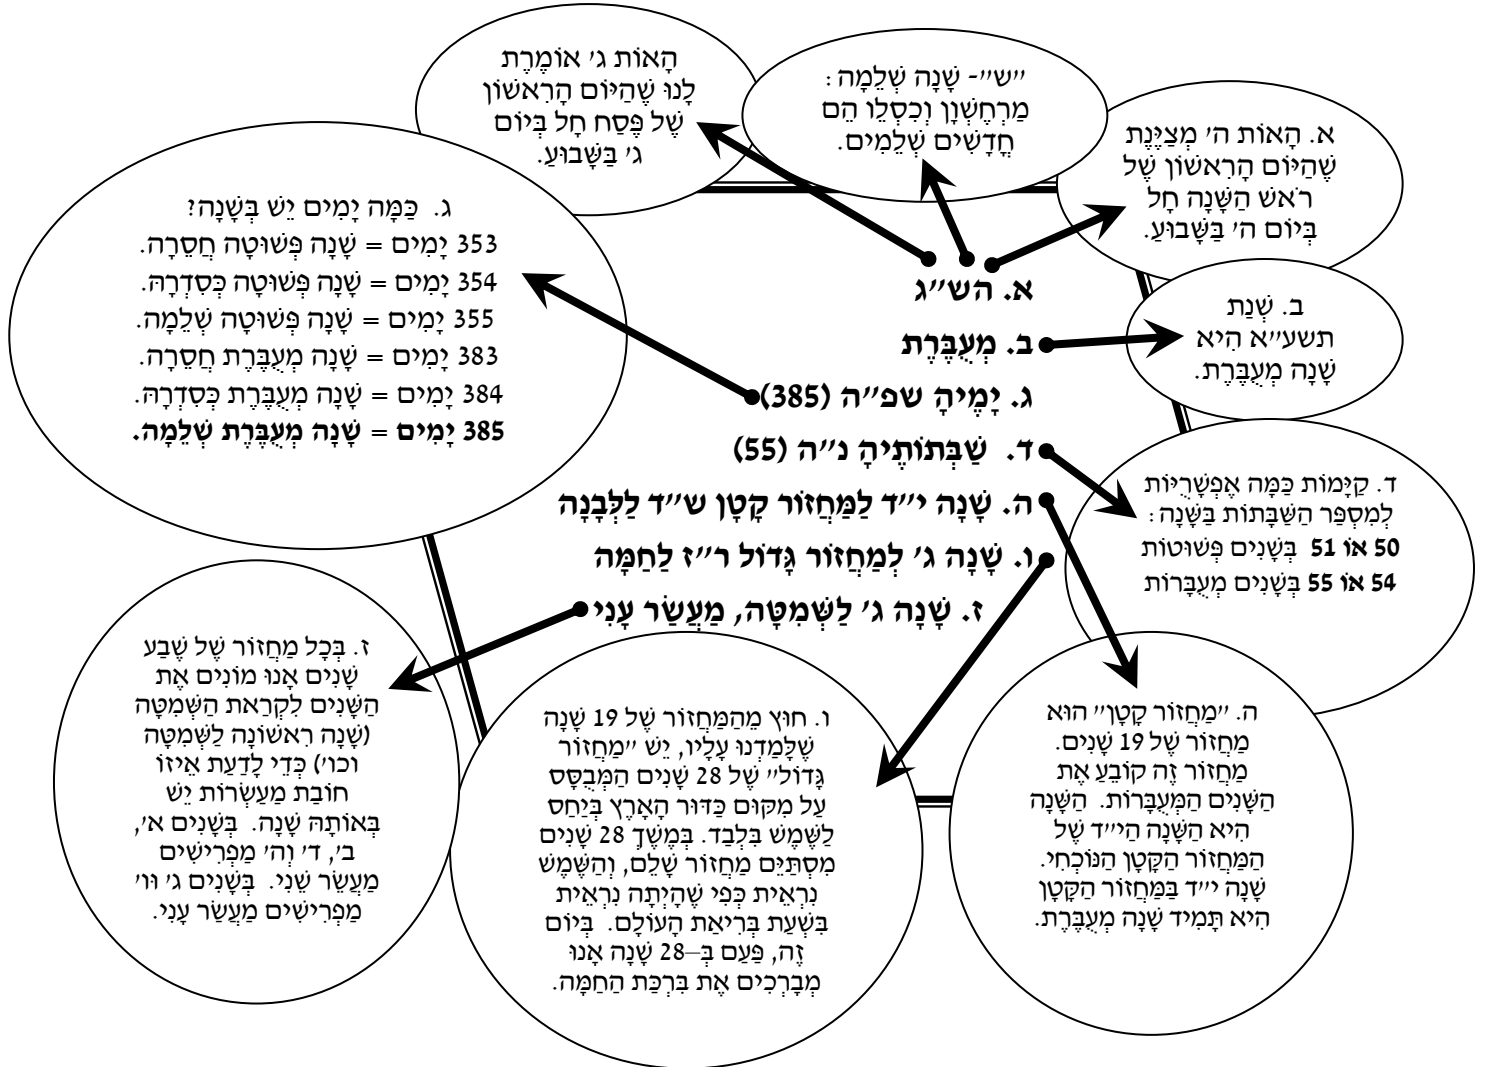 הָאוֹת ג׳ אוֹמֶרֶת
לָנוּ שֶׁהַיּוֹם הָרִאשׁוֹן
שֶׁל פֶּסַח חָל בְּיוֹם
ג׳ בַּשָּׁבוּעַ.
״ש״- שָׁנָה שְׁלֵמָה:
מַרְחֶשְׁוָן וְכִסְלֵו הֵם
חֳדָשִׁים שְׁלֵמִים.
א. הָאוֹת ה׳ מְצַיֶּנֶת
שֶׁהַיּוֹם הָרִאשׁוֹן שֶׁל
רֹאשׁ הַשָּׁנָה חָל
בְּיוֹם ה׳ בַּשָּׁבוּעַ.
ב. שְׁנַת
תשע״א הִיא
שָׁנָה מְעֻבֶּרֶת.
ג. כַּמָּה יָמִים יֵשׁ בְּשָׁנָה?
353 יָמִים = שָׁנָה פְּשׁוּטָה חֲסֵרָה.
354 יָמִים = שָׁנָה פְּשׁוּטָה כְּסִדְרָהּ.
355 יָמִים = שָׁנָה פְּשׁוּטָה שְׁלֵמָה.
383 יָמִים = שָׁנָה מְעֻבֶּרֶת חֲסֵרָה.
384 יָמִים = שָׁנָה מְעֻבֶּרֶת כְּסִדְרָהּ.
385 יָמִים = שָׁנָה מְעֻבֶּרֶת שְׁלֵמָה.
א. הש״ג
ב. מְעֻבֶּרֶת
ג. יָמֶיהָ שפ״ה (385)
ד. שַׁבְּתוֹתֶיהָ נ״ה (55)
ה. שָׁנָה י״ד לַמַּחֲזוֹר קָטָן ש״ד לַלְּבָנָה
ו. שָׁנָה ג׳ לְמַחֲזוֹר גָּדוֹל ר״ז לַחַמָּה
ז. שָׁנָה ג׳ לַשְּׁמִטָּה, מַעֲשַׂר עָנִי
ד. קַיָּמוֹת כַּמָּה אֶפְשָׁרֻיּוֹת
לְמִסְפַּר הַשַּׁבָּתוֹת בַּשָּׁנָה:
50 אוֹ 51 בְּשָׁנִים פְּשׁוּטוֹת
54 אוֹ 55 בְּשָׁנִים מְעֻבָּרוֹת
ה. ״מַחֲזוֹר קָטָן״ הוּא
מַחֲזוֹר שֶׁל 19 שָׁנִים.
מַחֲזוֹר זֶה קוֹבֵעַ אֶת
הַשָּׁנִים הַמְּעֻבָּרוֹת. הַשָּׁנָה
הִיא הַשָּׁנָה הַי״ד שֶׁל
הַמַּחֲזוֹר הַקָּטָן הַנּוֹכְחִי.
שָׁנָה י״ד בַּמַּחֲזוֹר הַקָּטָן
הִיא תָּמִיד שָׁנָה מְעֻבֶּרֶת.
ו. חוּץ מֵהַמַּחֲזוֹר שֶׁל 19 שָׁנָה
שֶׁלָּמַדְנוּ עָלָיו, יֵשׁ ״מַחֲזוֹר
גָּדוֹל״ שֶׁל 28 שָׁנִים הַמְּבֻסָּס
עַל מִקּוּם כַּדּוּר הָאָרֶץ בְּיַחַס
לַשֶּׁמֶשׁ בִּלְבַד. בְּמֶשֶׁךְ 28 שָׁנִים
מִסְתַּיֵּם מַחֲזוֹר שָׁלֵם, וְהַשֶּׁמֶשׁ
נִרְאֵית כְּפִי שֶׁהָיְתָה נִרְאֵית
בִּשְׁעַת בְּרִיאַת הָעוֹלָם. בְּיוֹם
זֶה, פַּעַם בְּ–28 שָׁנָה אָנוּ
מְבָרְכִים אֶת בִּרְכַּת הַחַמָּה.
ז. בְּכָל מַחֲזוֹר שֶׁל שֶׁבַע
שָׁנִים אָנוּ מוֹנִים אֶת
הַשָּׁנִים לִקְרַאת הַשְּׁמִטָּה
(שָׁנָה רִאשׁוֹנָה לַשְּׁמִטָּה
וכו׳) כְּדֵי לָדַעַת אֵיזוֹ
חוֹבַת מַעַשְׂרוֹת יֵשׁ
בְּאוֹתָהּ שָׁנָה. בְּשָׁנִים א׳,
ב׳, ד׳ וְה׳ מַפְרִישִׁים
מַעֲשֵׂר שֵׁנִי. בְּשָׁנִים ג׳ וּו׳
מַפְרִישִׁים מַעֲשַׂר עָנִי.